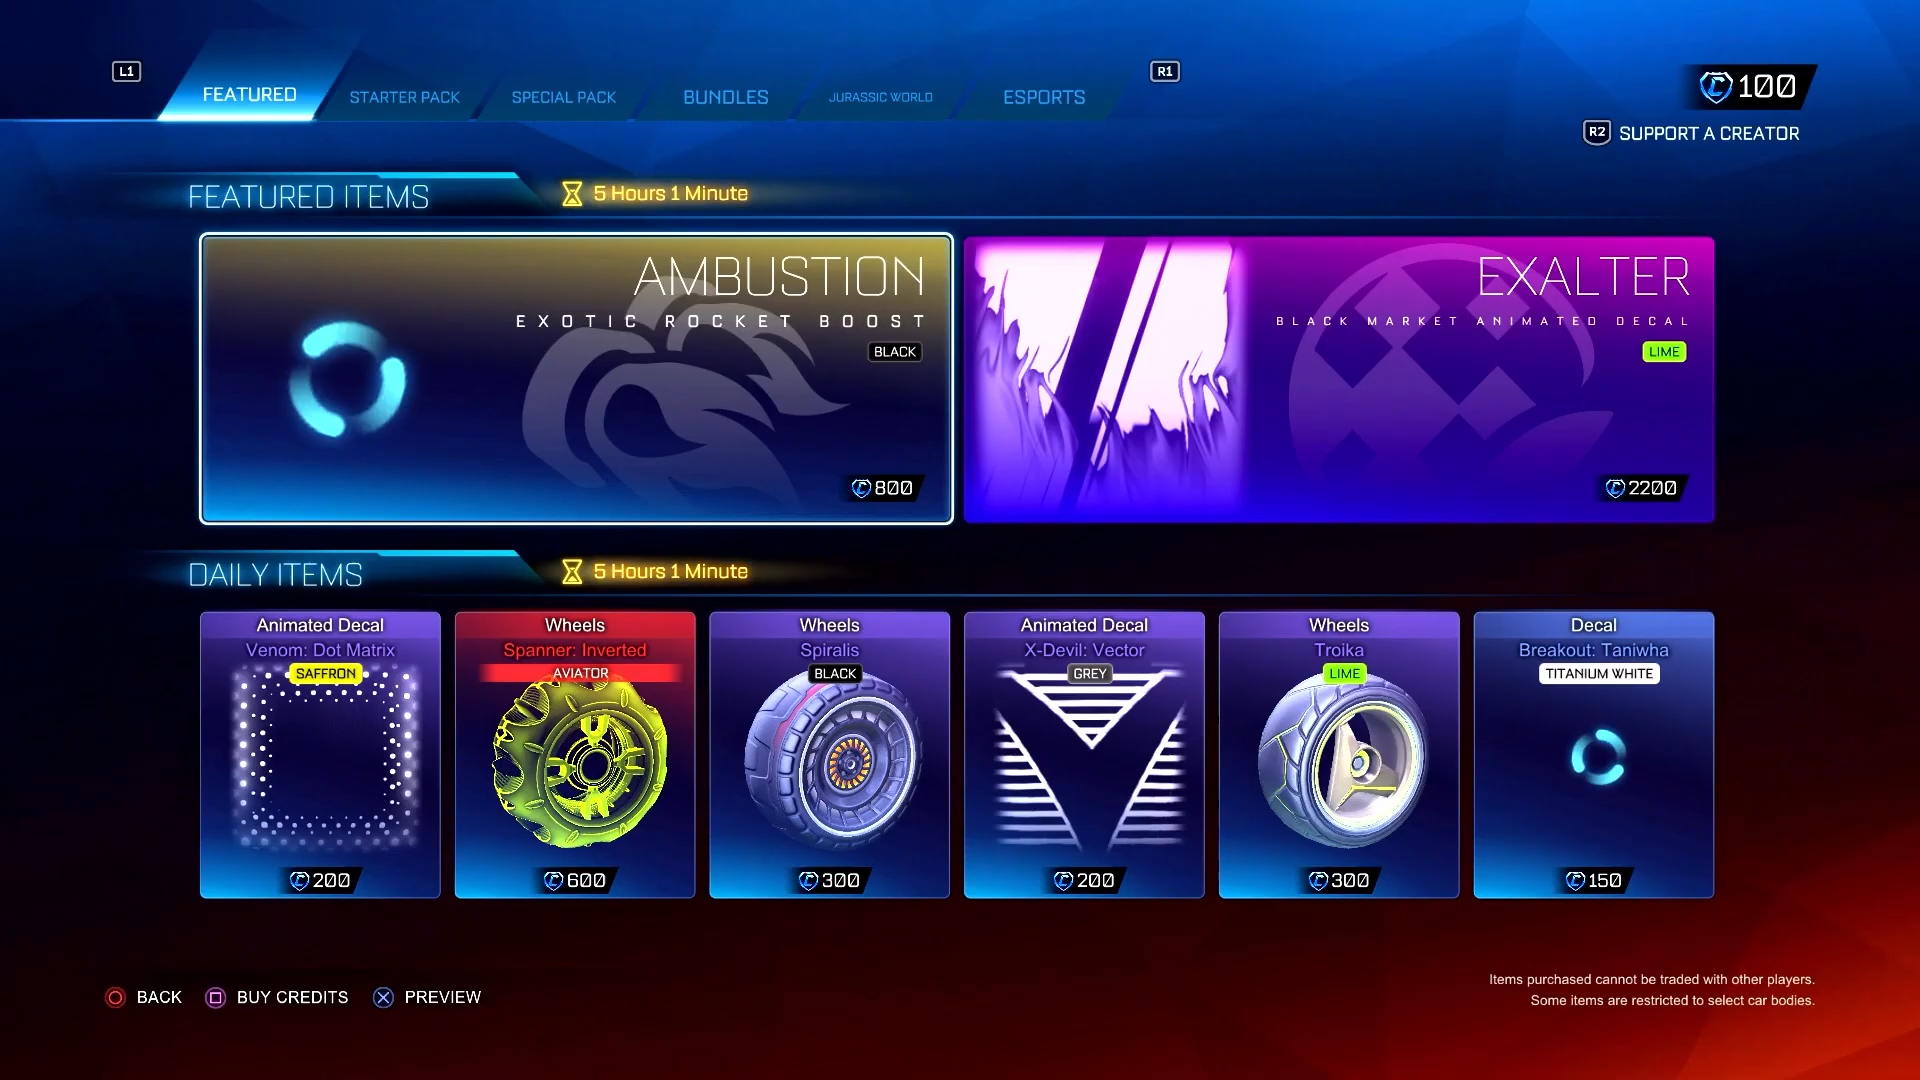 L1
FEATURED
STARTER PACK
SPECIAL PACK
BUNDLES
JURASSIC WORLD
ESPORTS
R1
100
R2 SUPPORT A CREATOR
FEATURED ITEMS
5 Hours 1 Minute
AMBUSTION
EXOTIC ROCKET BOOST
BLACK
800
EXALTER
BLACK MARKET ANIMATED DECAL
LIME
2200
DAILY ITEMS
5 Hours 1 Minute
Animated Decal
Venom: Dot Matrix
SAFFRON
200
Wheels
Spanner: Inverted
AVIATOR
600
Wheels
Spiralis
BLACK
300
Animated Decal
X-Devil: Vector
GREY
200
Wheels
Troika
LIME
300
Decal
Breakout: Taniwha
TITANIUM WHITE
150
BACK
BUY CREDITS
PREVIEW
Items purchased cannot be traded with other players.
Some items are restricted to select car bodies.